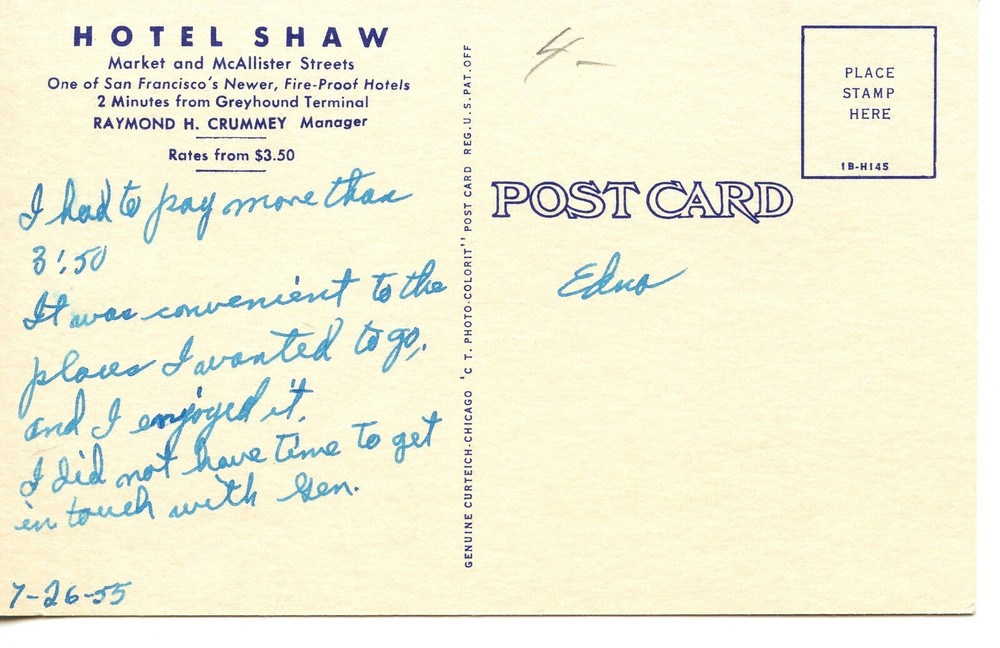 HOTEL SHAW
Market and McAllister Streets
One of San Francisco's Newer, Fire-Proof Hotels
2 Minutes from Greyhound Terminal
RAYMOND H. CRUMMEY Manager
Rates from $3.50
I had to pay more than
3:50
It was convenient to the
places I wanted to go,
and I enjoyed it.
I did not have time to get
in touch with Gen.
7-26-55
GENUINE CURTEICH-CHICAGO "C. T. PHOTO-COLORIT" POST CARD REG. U.S. PAT. OFF
4-
PLACE
STAMP
HERE
1B-H145
POST CARD
Edna